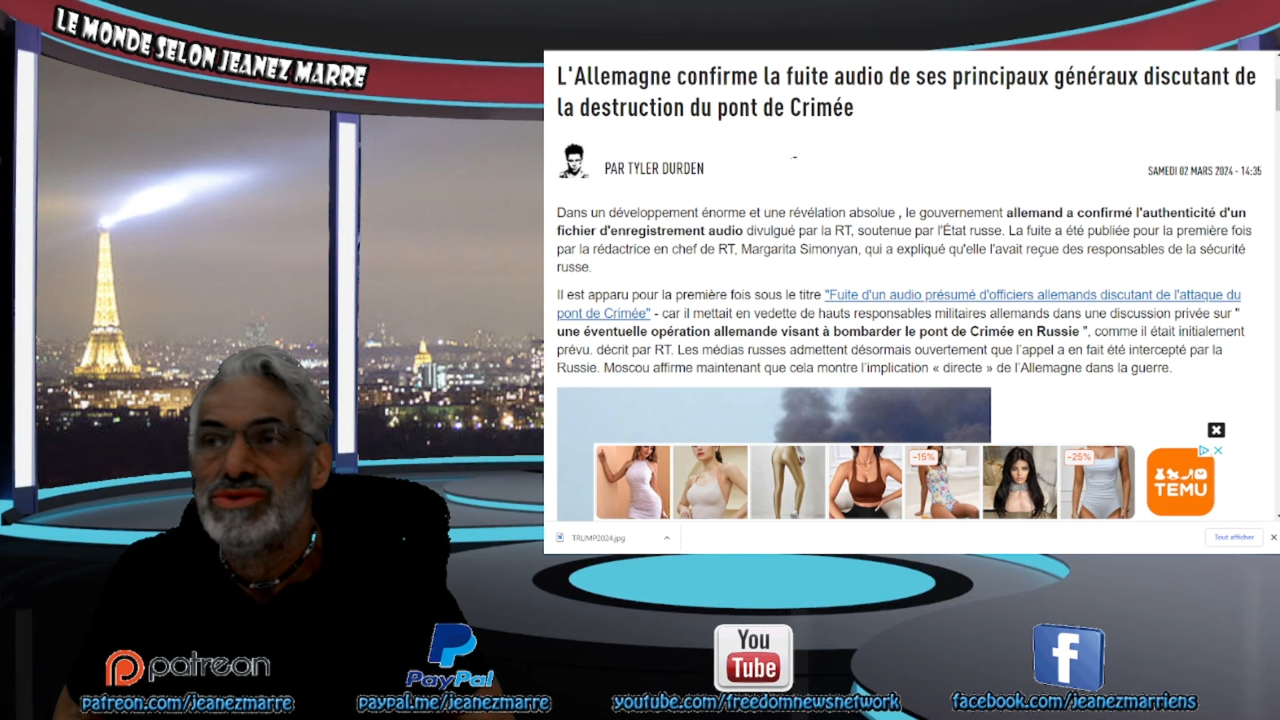 LE MONDE SELON JEANEZ MARRE
L'Allemagne confirme la fuite audio de ses principaux généraux discutant de
la destruction du pont de Crimée
PAR TYLER DURDEN
SAMEDI 02 MARS 2024 - 14:35
Dans un développement énorme et une révélation absolue , le gouvernement allemand a confirmé l'authenticité d'un
fichier d'enregistrement audio divulgué par la RT, soutenue par l'État russe. La fuite a été publiée pour la première fois
par la rédactrice en chef de RT, Margarita Simonyan, qui a expliqué qu'elle l'avait reçue des responsables de la sécurité
russe.
Il est apparu pour la première fois sous le titre "Fuite d'un audio présumé d'officiers allemands discutant de l'attaque du
pont de Crimée" - car il mettait en vedette de hauts responsables militaires allemands dans une discussion privée sur "
une éventuelle opération allemande visant à bombarder le pont de Crimée en Russie ", comme il était initialement
prévu. décrit par RT. Les médias russes admettent désormais ouvertement que l'appel a en fait été intercepté par la
Russie. Moscou affirme maintenant que cela montre l'implication « directe » de l'Allemagne dans la guerre.
-15%
-25%
TEMU
TRUMP2024.jpg
Tout afficher
patreon
PayPal
You
Tube
f
patreon.com/jeanezmarre
paypal.me/jeanezmarre
youtube.com/freedomnewsnetwork
facebook.com/jeanezmarriens